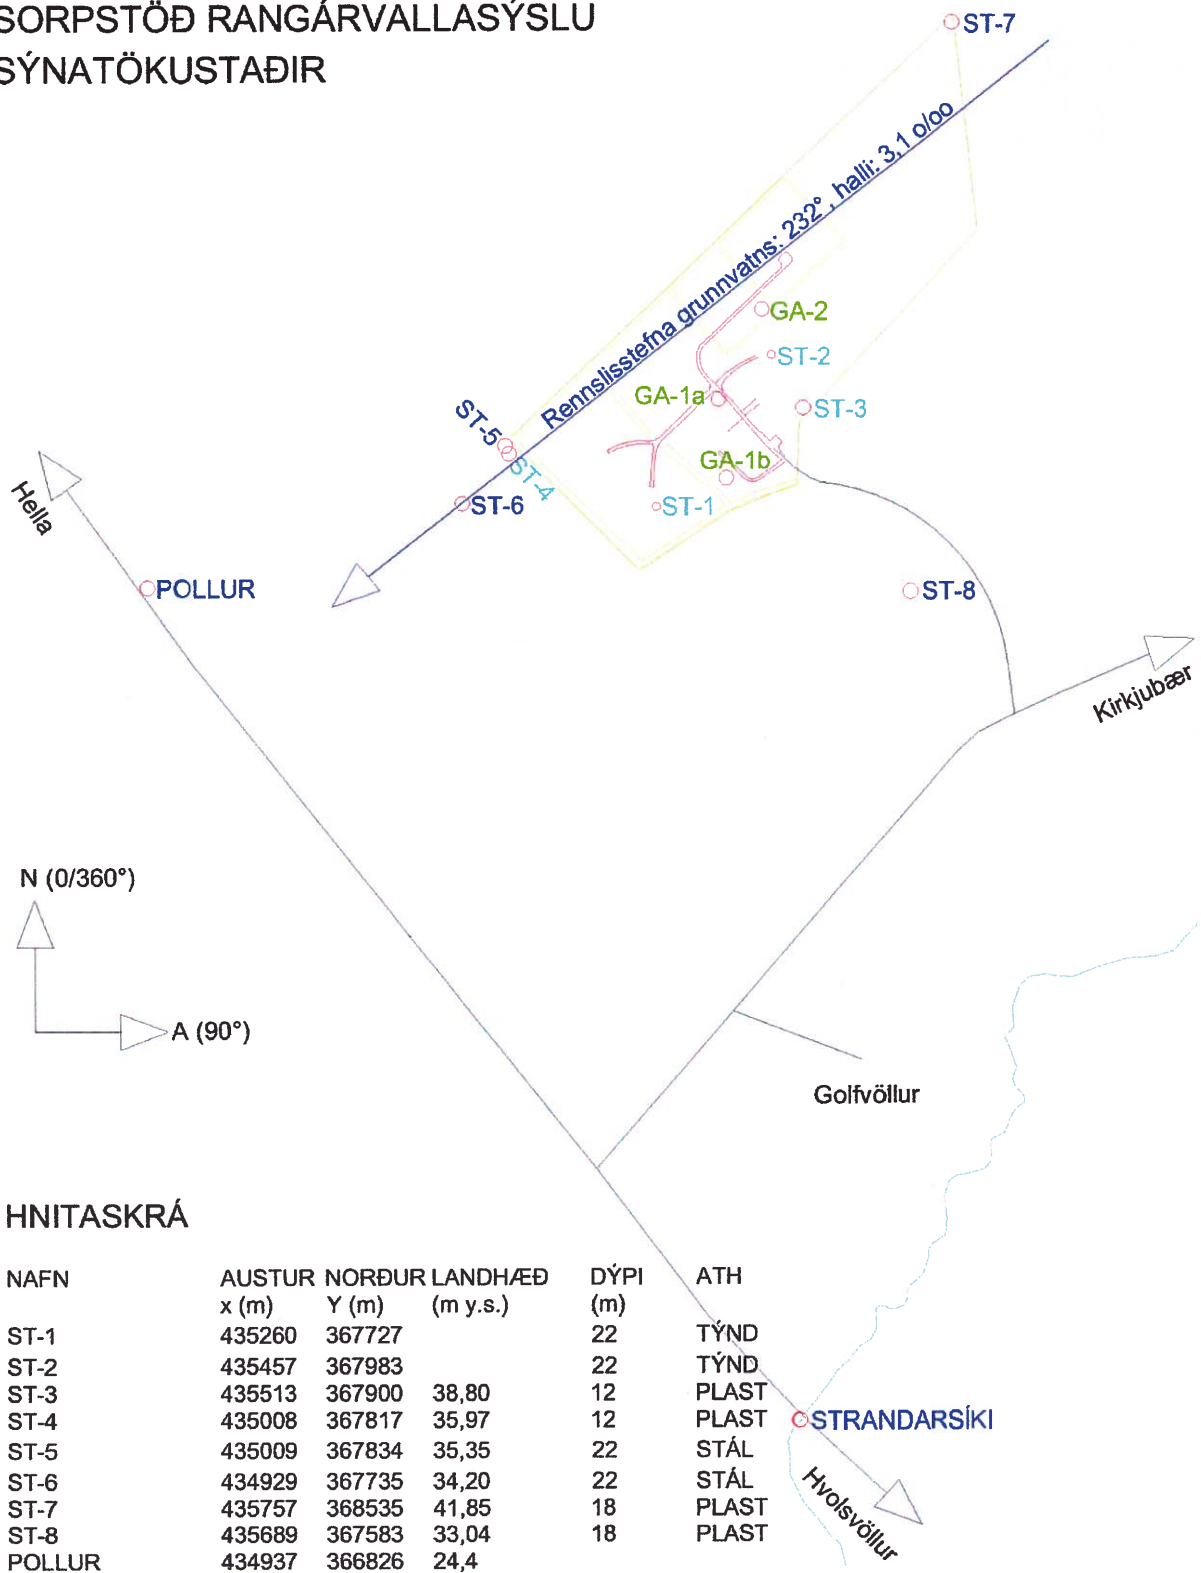 SORPSTÖÐ RANGÁRVALLASÝSLU
SÝNATÖKUSTAÐIR
ST-7
Rennslisstefna grunnvatns: 232°, halli: 3,1 o/oo
GA-2
ST-2
GA-1a
ST-3
ST-5
ST-4
GA-1b
ST-6
ST-1
Hella
POLLUR
ST-8
Kirkjubær
N (0/360°)
A (90°)
Golfvöllur
HNITASKRÁ
NAFN AUSTUR NORÐUR LANDHÆÐ DÝPI ATH
x (m) Y (m) (m y.s.) (m)
ST-1 435260 367727 22 TÝND
ST-2 435457 367983 22 TÝND
ST-3 435513 367900 38,80 12 PLAST
ST-4 435008 367817 35,97 12 PLAST
ST-5 435009 367834 35,35 22 STÁL
ST-6 434929 367735 34,20 22 STÁL
ST-7 435757 368535 41,85 18 PLAST
ST-8 435689 367583 33,04 18 PLAST
POLLUR 434937 366826 24,4
STRANDARSÍKI
Hvolsvöllur